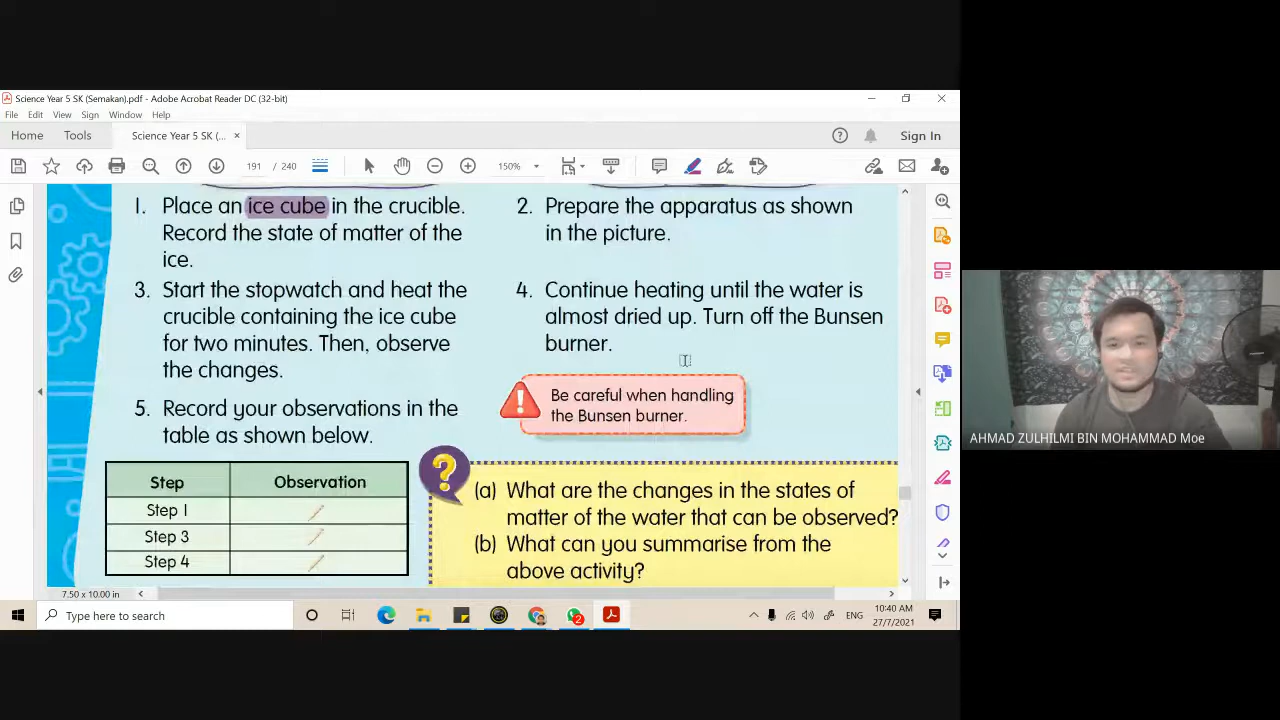 Science Year 5 SK (Semakan).pdf - Adobe Acrobat Reader DC (32-bit)
File Edit View Sign Window Help
Home Tools Science Year 5 SK (... × Sign In
191 / 240 150%
1. Place an ice cube in the crucible.
Record the state of matter of the
ice.
2. Prepare the apparatus as shown
in the picture.
3. Start the stopwatch and heat the
crucible containing the ice cube
for two minutes. Then, observe
the changes.
4. Continue heating until the water is
almost dried up. Turn off the Bunsen
burner.
! Be careful when handling
the Bunsen burner.
5. Record your observations in the
table as shown below.
Step Observation
Step 1
Step 3
Step 4
?
(a) What are the changes in the states of
matter of the water that can be observed?
(b) What can you summarise from the
above activity?
7.50 x 10.00 in
Type here to search
2
ENG
10:40 AM
27/7/2021
AHMAD ZULHILMI BIN MOHAMMAD Moe